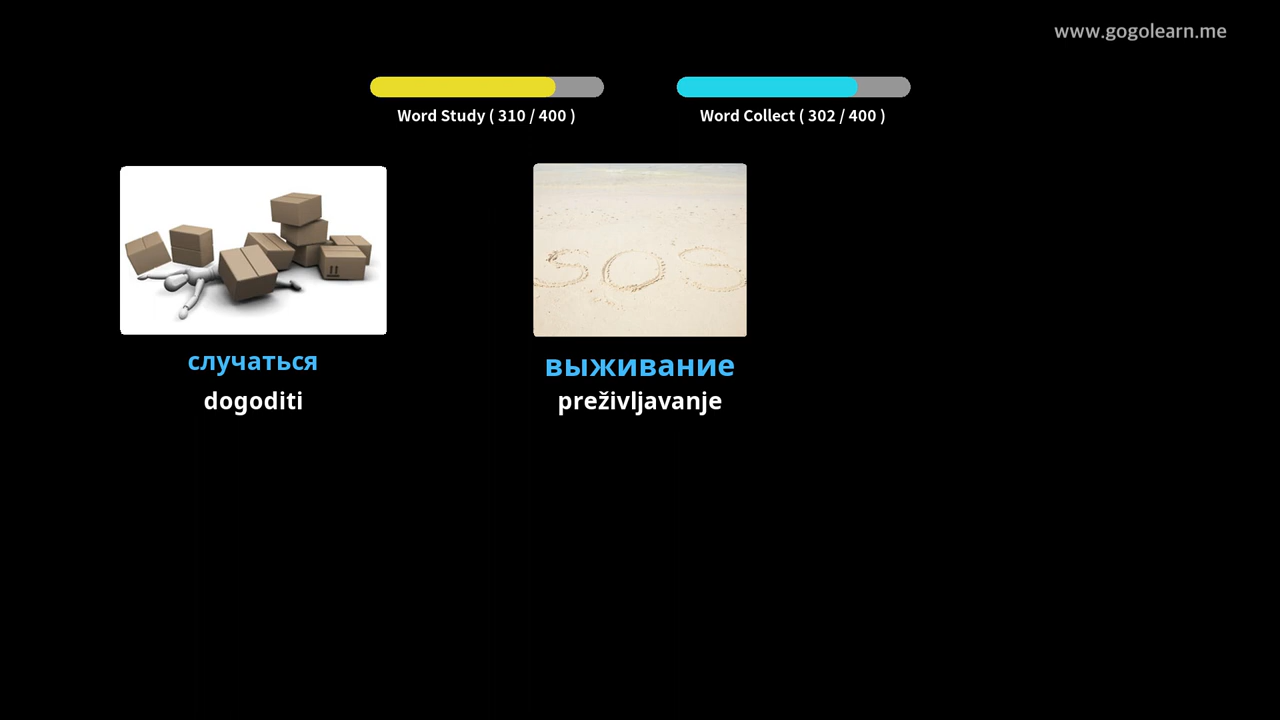 www.gogolearn.me
Word Study ( 310 / 400 )
Word Collect ( 302 / 400 )
SOS
случаться
выживание
dogoditi
preživljavanje